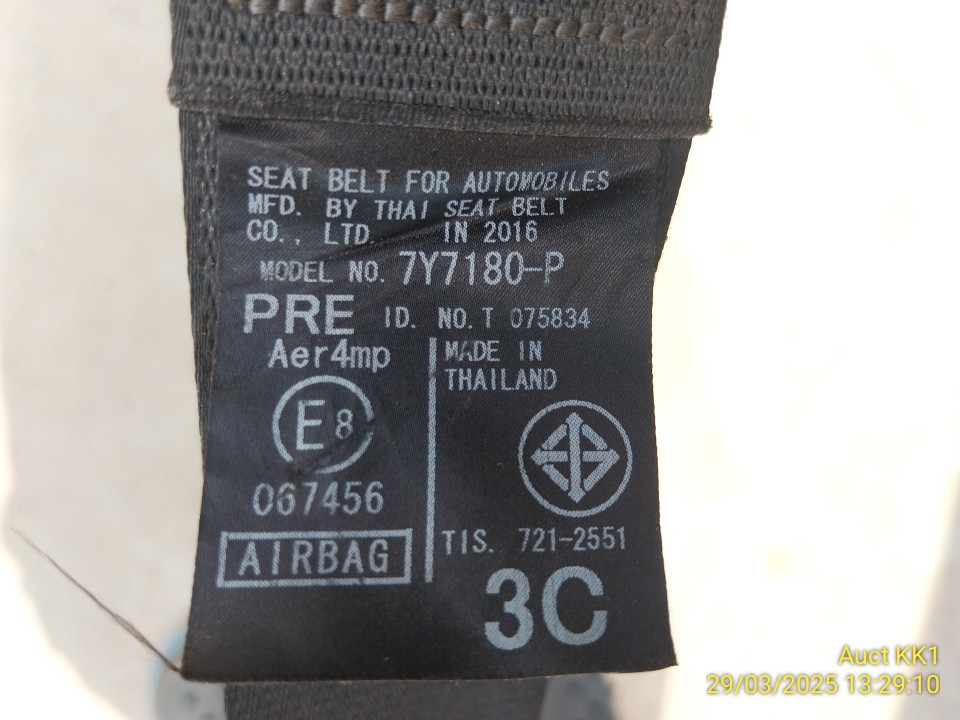 SEAT BELT FOR AUTOMOBILES
MFD. BY THAI SEAT BELT
CO., LTD. IN 2016
MODEL NO. 7Y7180-P
PRE ID. NO. T 075834
Aer4mp
E8
067456
AIRBAG
MADE IN
THAILAND
TIS. 721-2551
3C
Auct KK1
29/03/2025 13:29:10